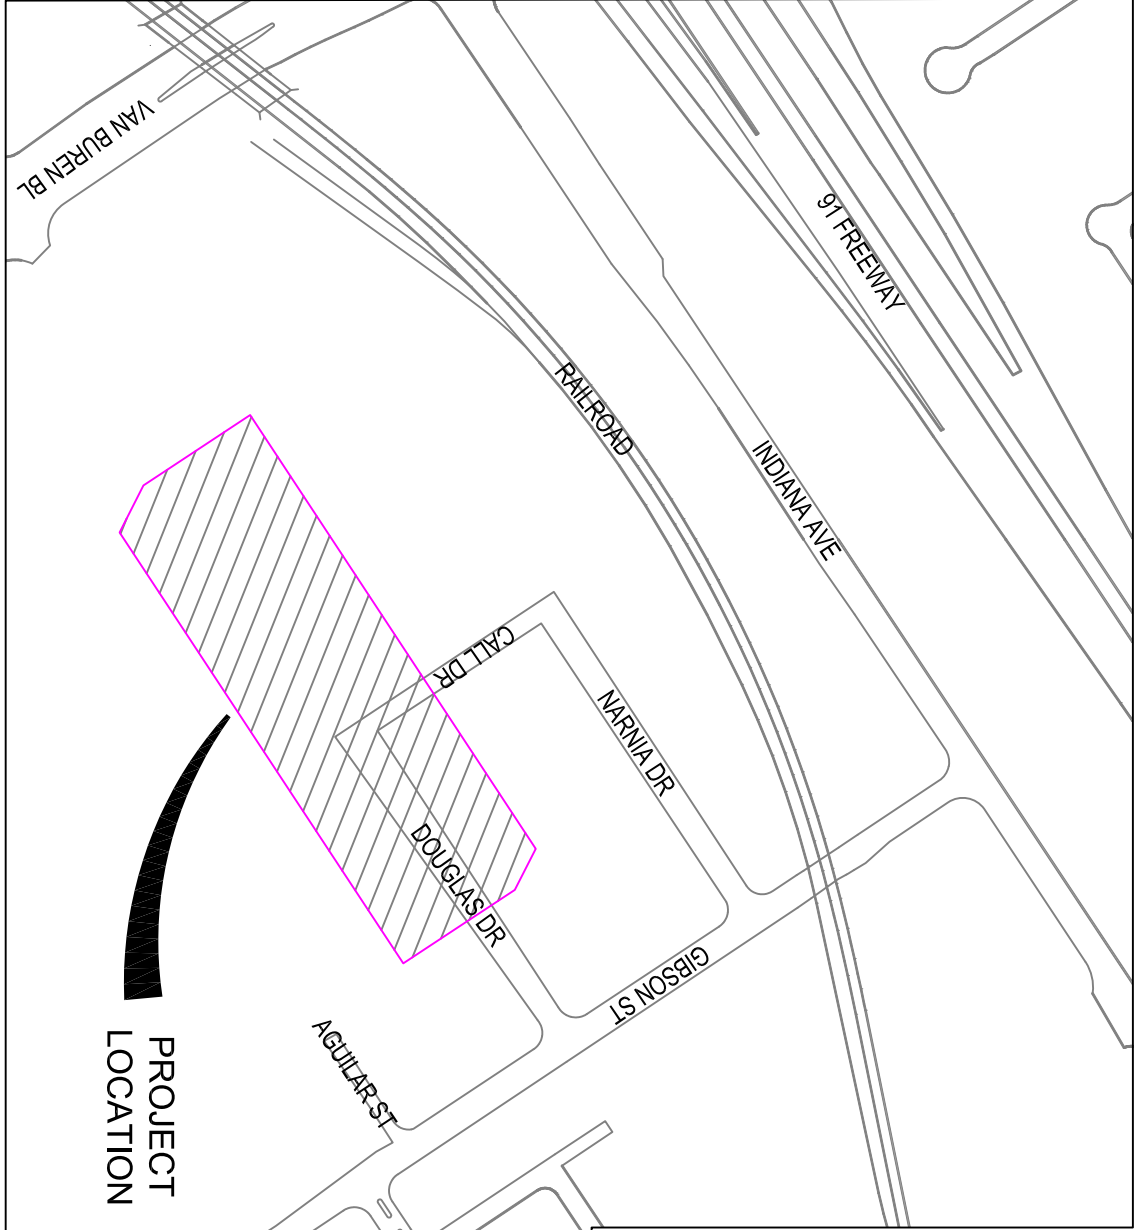 VAN BUREN BL
91 FREEWAY
RAILROAD
INDIANA AVE
CALL DR
NARNIA DR
DOUGLAS DR
GIBSON ST
AGUILAR ST
PROJECT
LOCATION